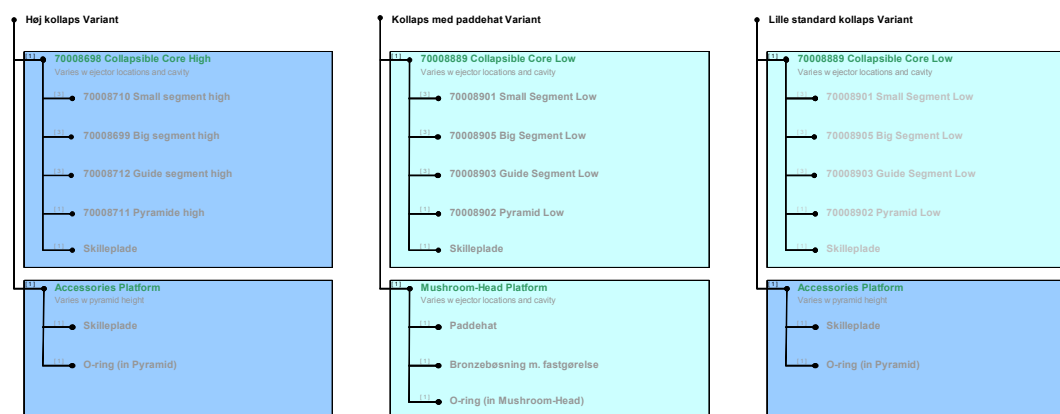 Høj kollaps Variant
[1] 70008698 Collapsible Core High
Varies w ejector locations and cavity
[3] 70008710 Small segment high
[3] 70008699 Big segment high
[3] 70008712 Guide segment high
[1] 70008711 Pyramide high
[1] Skilleplade
[1] Accessories Platform
Varies w pyramid height
[1] Skilleplade
[1] O-ring (in Pyramid)
Kollaps med paddehat Variant
[1] 70008889 Collapsible Core Low
Varies w ejector locations and cavity
[3] 70008901 Small Segment Low
[3] 70008905 Big Segment Low
[3] 70008903 Guide Segment Low
[1] 70008902 Pyramid Low
[1] Skilleplade
[1] Mushroom-Head Platform
Varies w ejector locations and cavity
[1] Paddehat
[1] Bronzebøsning m. fastgørelse
[1] O-ring (in Mushroom-Head)
Lille standard kollaps Variant
[1] 70008889 Collapsible Core Low
Varies w ejector locations and cavity
[3] 70008901 Small Segment Low
[3] 70008905 Big Segment Low
[3] 70008903 Guide Segment Low
[1] 70008902 Pyramid Low
[1] Skilleplade
[1] Accessories Platform
Varies w pyramid height
[1] Skilleplade
[1] O-ring (in Pyramid)